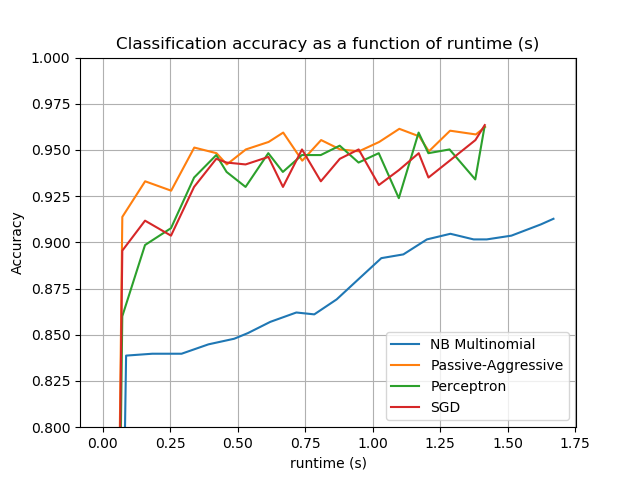 Classification accuracy as a function of runtime (s)
1.000
0.975
0.950
0.925
0.900
0.875
0.850
0.825
0.800
Accuracy
NB Multinomial
Passive-Aggressive
Perceptron
SGD
0.00 0.25 0.50 0.75 1.00 1.25 1.50 1.75
runtime (s)